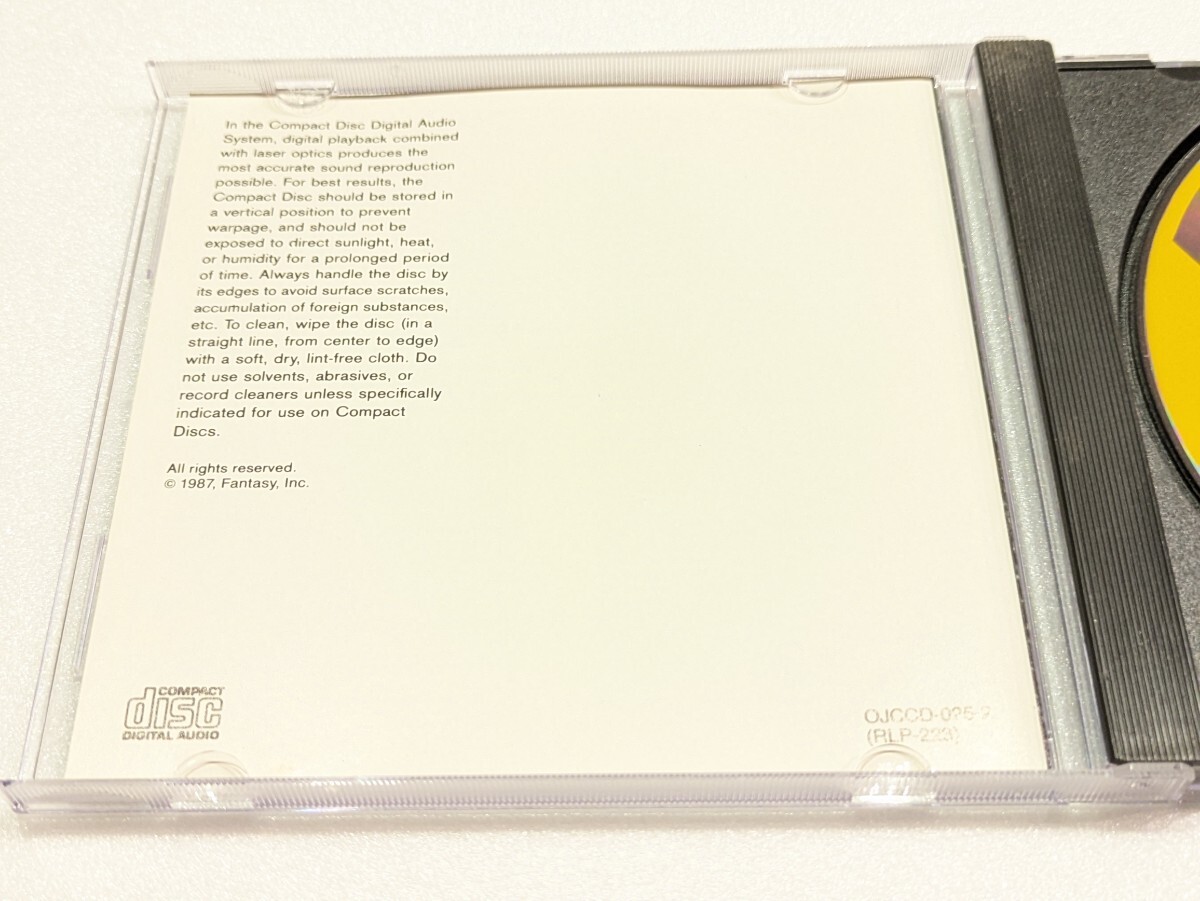 In the Compact Disc Digital Audio
System, digital playback combined
with laser optics produces the
most accurate sound reproduction
possible. For best results, the
Compact Disc should be stored in
a vertical position to prevent
warpage, and should not be
exposed to direct sunlight, heat,
or humidity for a prolonged period
of time. Always handle the disc by
its edges to avoid surface scratches,
accumulation of foreign substances,
etc. To clean, wipe the disc (in a
straight line, from center to edge)
with a soft, dry, lint-free cloth. Do
not use solvents, abrasives, or
record cleaners unless specifically
indicated for use on Compact
Discs.
All rights reserved.
© 1987, Fantasy, Inc.
COMPACT
disc
DIGITAL AUDIO
(RLP-223)